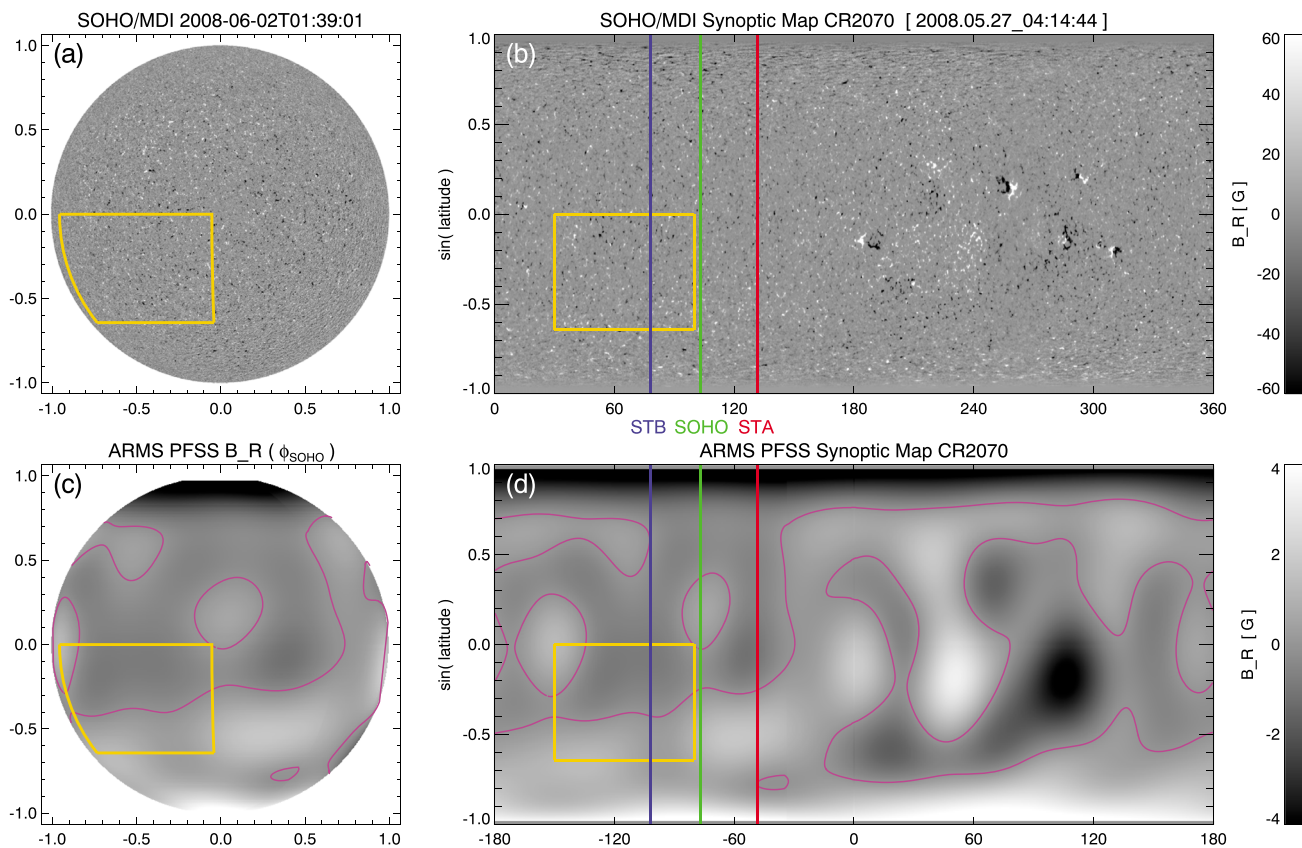 SOHO/MDI 2008-06-02T01:39:01
SOHO/MDI Synoptic Map CR2070 [ 2008.05.27_04:14:44 ]
(a)
1.0
0.5
0.0
-0.5
-1.0
-1.0 -0.5 0.0 0.5 1.0
(b)
sin( latitude )
1.0
0.5
0.0
-0.5
-1.0
0 60 120 180 240 300 360
STB SOHO STA
B_R [ G ]
60
40
20
0
-20
-40
-60
ARMS PFSS B_R ( ϕSOHO )
ARMS PFSS Synoptic Map CR2070
(c)
1.0
0.5
0.0
-0.5
-1.0
-1.0 -0.5 0.0 0.5 1.0
(d)
sin( latitude )
1.0
0.5
0.0
-0.5
-1.0
-180 -120 -60 0 60 120 180
B_R [ G ]
4
2
0
-2
-4